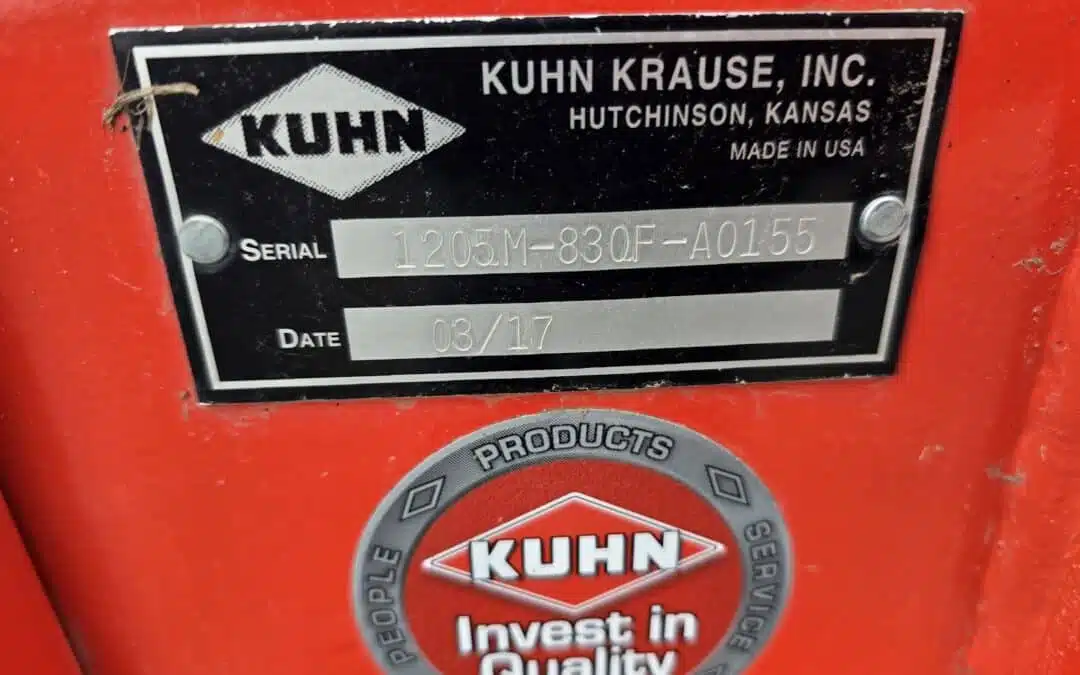 KUHN
KUHN KRAUSE, INC.
HUTCHINSON, KANSAS
MADE IN USA
SERIAL 1205M-830F-A0155
DATE 03/17
PEOPLE PRODUCTS SERVICE
KUHN
Invest in
Quality